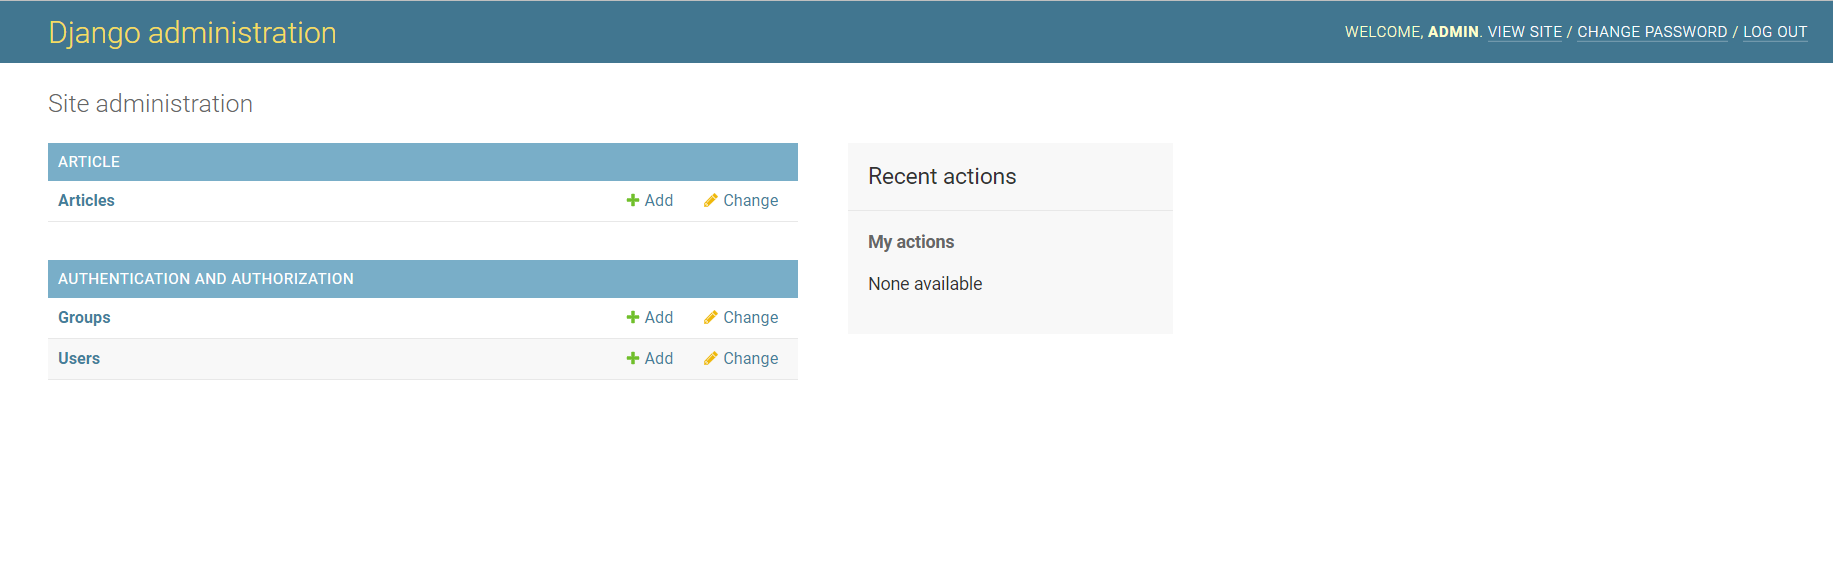 Django administration
WELCOME, ADMIN. VIEW SITE / CHANGE PASSWORD / LOG OUT
Site administration
ARTICLE
Articles Add Change
AUTHENTICATION AND AUTHORIZATION
Groups Add Change
Users Add Change
Recent actions
My actions
None available